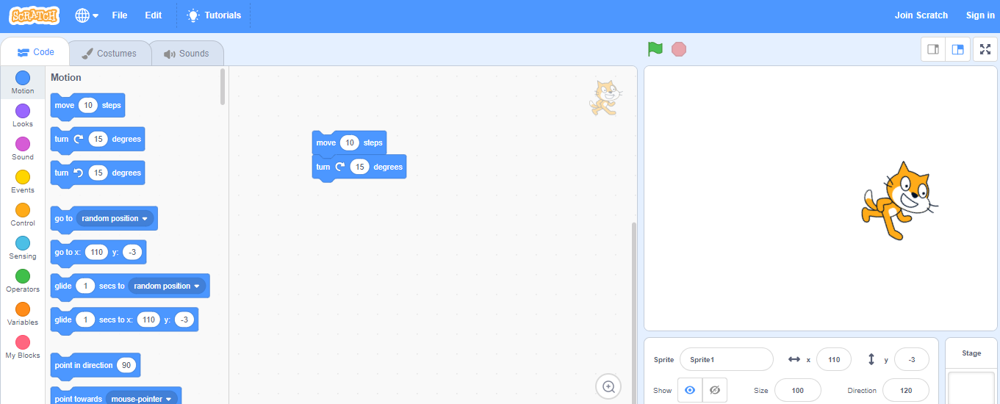 SCRATCH File Edit Tutorials Join Scratch Sign in
Code Costumes Sounds
Motion
Looks
Sound
Events
Control
Sensing
Operators
Variables
My Blocks
Motion
move 10 steps
turn 15 degrees
turn 15 degrees
go to random position
go to x: 110 y: -3
glide 1 secs to random position
glide 1 secs to x: 110 y: -3
point in direction 90
point towards mouse-pointer
move 10 steps
turn 15 degrees
Sprite Sprite1 x 110 y -3
Show Size 100 Direction 120
Stage